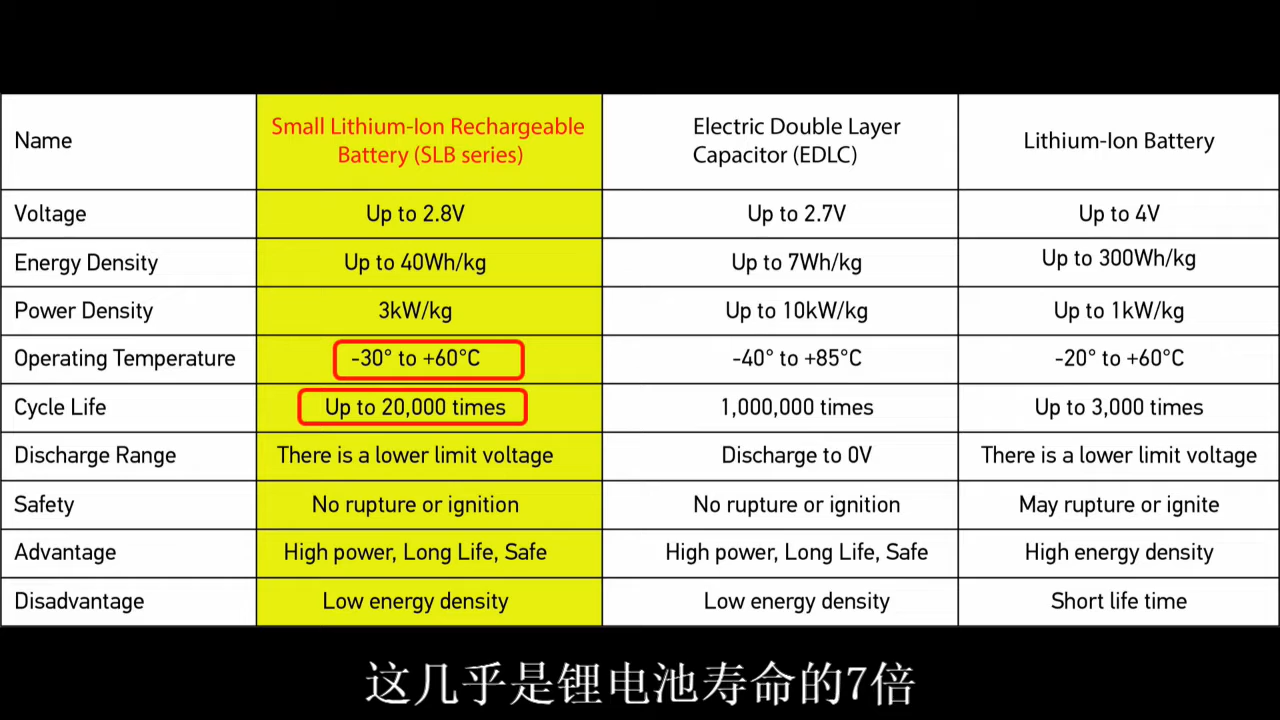 Name
Small Lithium-Ion Rechargeable
Battery (SLB series)
Electric Double Layer
Capacitor (EDLC)
Lithium-Ion Battery
Voltage
Up to 2.8V
Up to 2.7V
Up to 4V
Energy Density
Up to 40Wh/kg
Up to 7Wh/kg
Up to 300Wh/kg
Power Density
3kW/kg
Up to 10kW/kg
Up to 1kW/kg
Operating Temperature
-30° to +60°C
-40° to +85°C
-20° to +60°C
Cycle Life
Up to 20,000 times
1,000,000 times
Up to 3,000 times
Discharge Range
There is a lower limit voltage
Discharge to 0V
There is a lower limit voltage
Safety
No rupture or ignition
No rupture or ignition
May rupture or ignite
Advantage
High power, Long Life, Safe
High power, Long Life, Safe
High energy density
Disadvantage
Low energy density
Low energy density
Short life time
这几乎是锂电池寿命的7倍